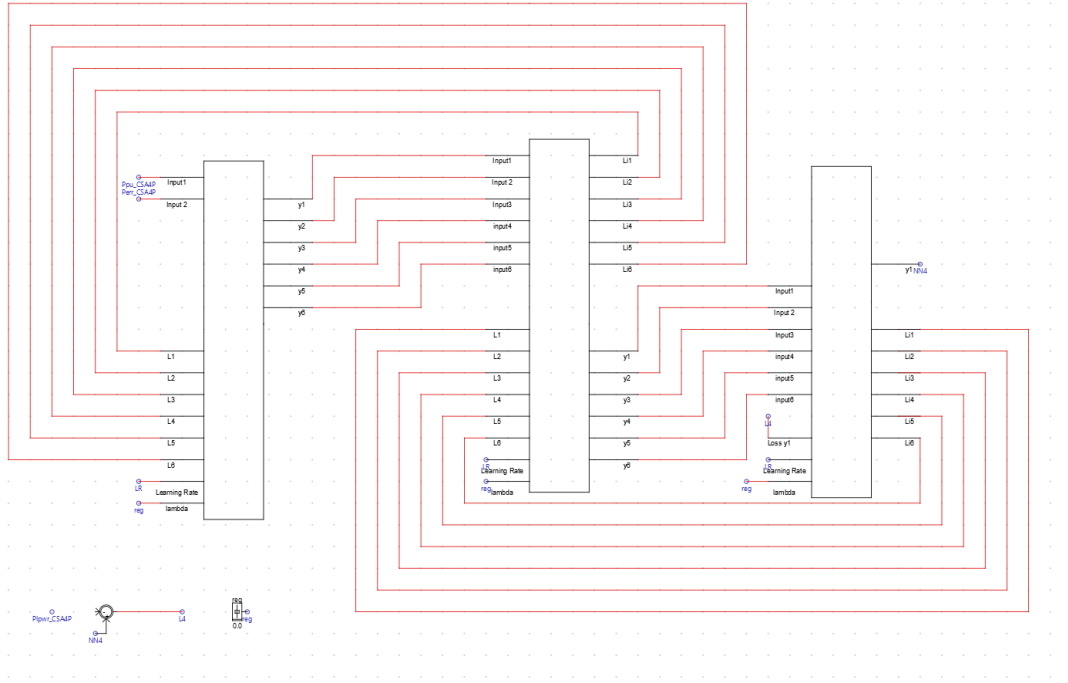 Input1
Ppu_CSA4P
Perr_CSA4P
Input 2
y1
y2
y3
y4
y5
y6
L1
L2
L3
L4
L5
L6
LR
Learning Rate
reg
lambda
Input1
Input 2
Input3
input4
input5
input6
Li1
Li2
Li3
Li4
Li5
Li6
L1
L2
L3
L4
L5
L6
LR
Learning Rate
reg
lambda
y1
y2
y3
y4
y5
y6
Input1
Input 2
Input3
input4
input5
input6
L4
Loss y1
LR
Learning Rate
reg
lambda
y1 NN4
Li1
Li2
Li3
Li4
Li5
Li6
PIpwr_CSA4P
NN4
L4
reg
reg
0.0